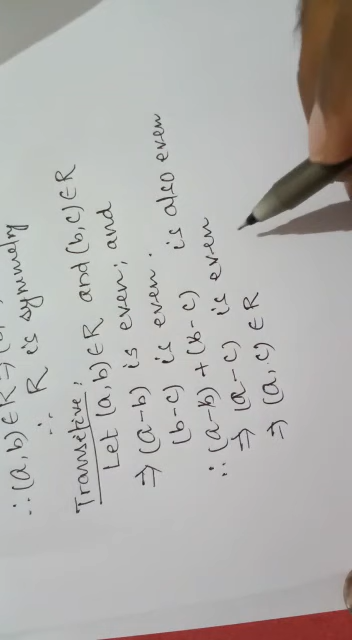 ∴ (a,b) ∈ R ⇒ (b,
∴ R is symmetry
Transitive:
Let (a,b) ∈ R and (b,c) ∈ R
⇒ (a-b) is even; and
(b-c) is even.
∴ (a-b) + (b-c) is also even
⇒ (a-c) is even
⇒ (a,c) ∈ R